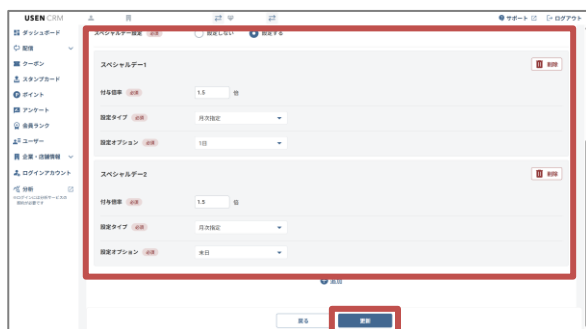 USEN CRM
サポート
ログアウト
ダッシュボード
配信
クーポン
スタンプカード
ポイント
アンケート
会員ランク
ユーザー
企業・店舗情報
ログインアカウント
分析
スペシャルデー設定 必須 設定しない 設定する
スペシャルデー1 削除
付与倍率 必須 1.5 倍
設定タイプ 必須 月次指定
設定オプション 必須 1日
スペシャルデー2 削除
付与倍率 必須 1.5 倍
設定タイプ 必須 月次指定
設定オプション 必須 末日
追加
戻る 更新